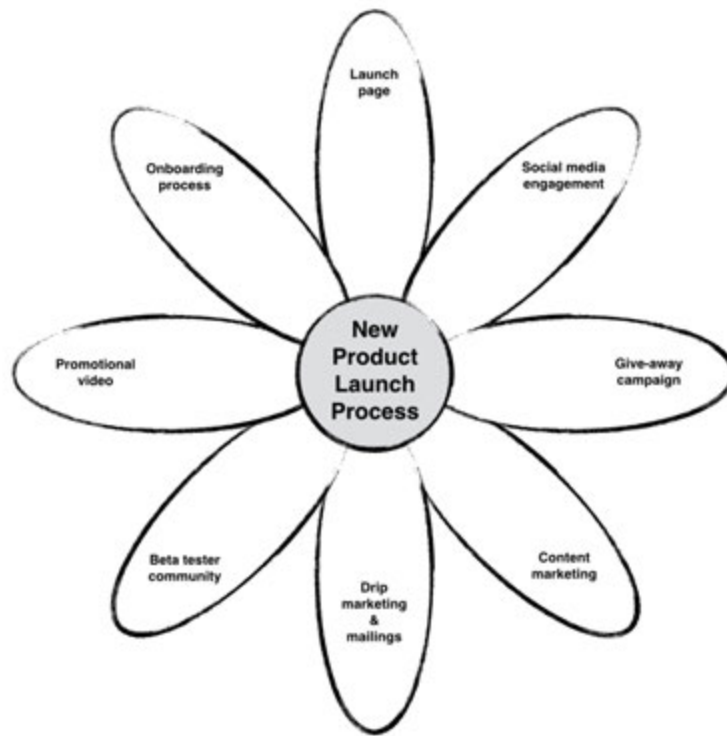 Launch
page
Onboarding
process
Social media
engagement
New
Product
Launch
Process
Promotional
video
Give-away
campaign
Beta tester
community
Content
marketing
Drip
marketing
&
mailings